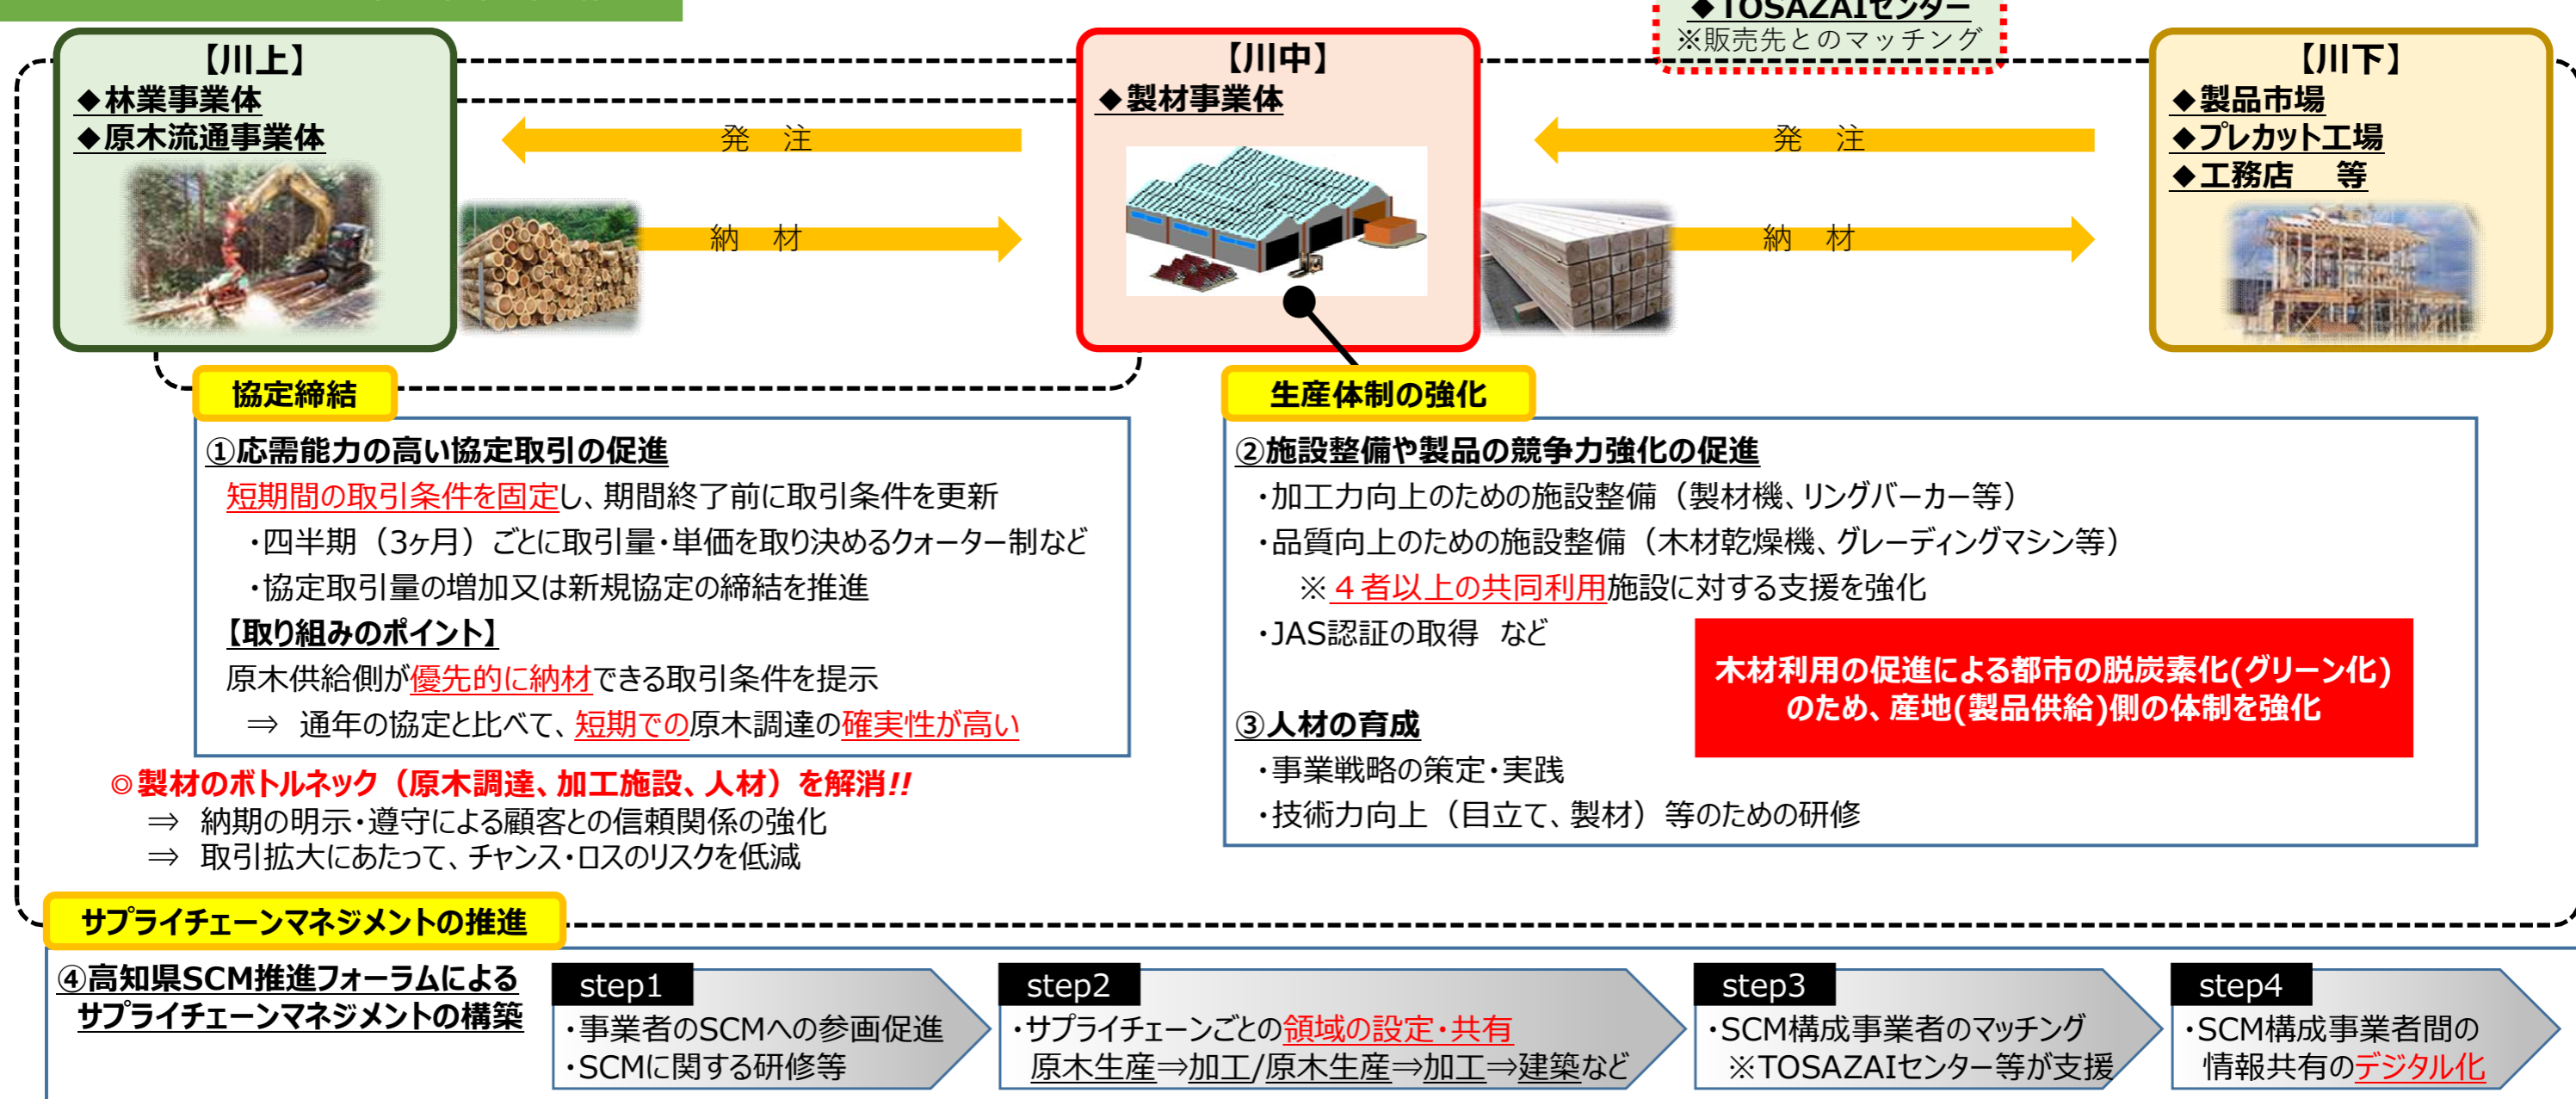 ◆TOSAZAIセンター
※販売先とのマッチング
【川上】
◆林業事業体
◆原木流通事業体
【川中】
◆製材事業体
【川下】
◆製品市場
◆プレカット工場
◆工務店　等
発　注
発　注
納　材
納　材
協定締結
①応需能力の高い協定取引の促進
短期間の取引条件を固定し、期間終了前に取引条件を更新
・四半期（3ヶ月）ごとに取引量・単価を取り決めるクォーター制など
・協定取引量の増加又は新規協定の締結を推進
【取り組みのポイント】
原木供給側が優先的に納材できる取引条件を提示
⇒　通年の協定と比べて、短期での原木調達の確実性が高い
◎製材のボトルネック（原木調達、加工施設、人材）を解消!!
⇒　納期の明示・遵守による顧客との信頼関係の強化
⇒　取引拡大にあたって、チャンス・ロスのリスクを低減
生産体制の強化
②施設整備や製品の競争力強化の促進
・加工力向上のための施設整備（製材機、リングバーカー等）
・品質向上のための施設整備（木材乾燥機、グレーディングマシン等）
※４者以上の共同利用施設に対する支援を強化
・JAS認証の取得　など
③人材の育成
・事業戦略の策定・実践
・技術力向上（目立て、製材）等のための研修
木材利用の促進による都市の脱炭素化(グリーン化)
のため、産地(製品供給)側の体制を強化
サプライチェーンマネジメントの推進
④高知県SCM推進フォーラムによる
サプライチェーンマネジメントの構築
step1
・事業者のSCMへの参画促進
・SCMに関する研修等
step2
・サプライチェーンごとの領域の設定・共有
原木生産⇒加工/原木生産⇒加工⇒建築など
step3
・SCM構成事業者のマッチング
※TOSAZAIセンター等が支援
step4
・SCM構成事業者間の
情報共有のデジタル化